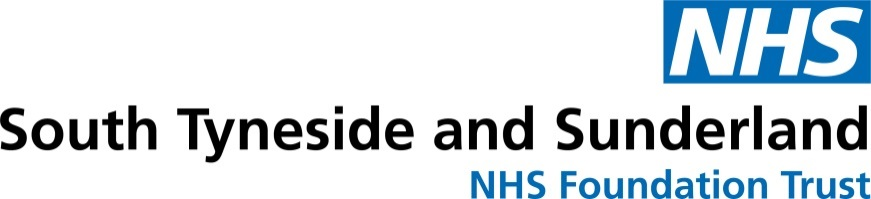 NHS
South Tyneside and Sunderland
NHS Foundation Trust